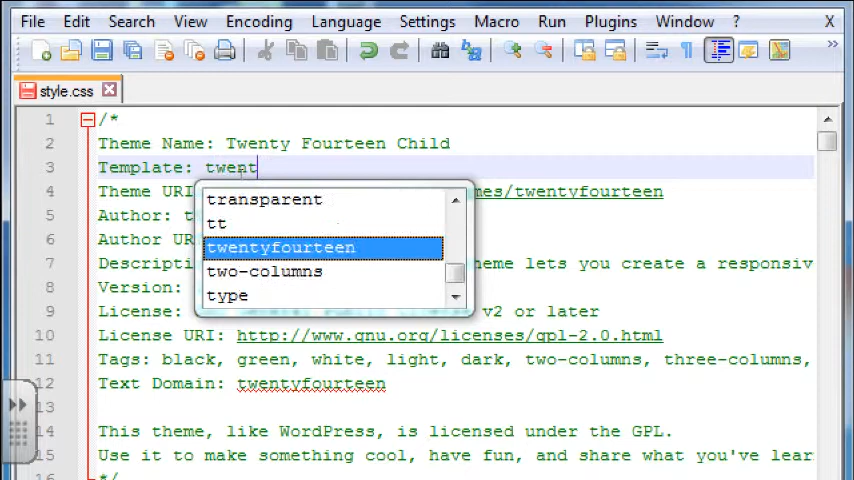 File Edit Search View Encoding Language Settings Macro Run Plugins Window ? X
style.css
1 /*
2 Theme Name: Twenty Fourteen Child
3 Template: twent
4 Theme URI mes/twentyfourteen
5 Author: t
6 Author UR
7 Descripti eme lets you create a responsiv
8 Version:
9 License: v2 or later
10 License URI: http://www.gnu.org/licenses/gpl-2.0.html
11 Tags: black, green, white, light, dark, two-columns, three-columns,
12 Text Domain: twentyfourteen
13
14 This theme, like WordPress, is licensed under the GPL.
15 Use it to make something cool, have fun, and share what you've lear
16 */
transparent
tt
twentyfourteen
two-columns
type